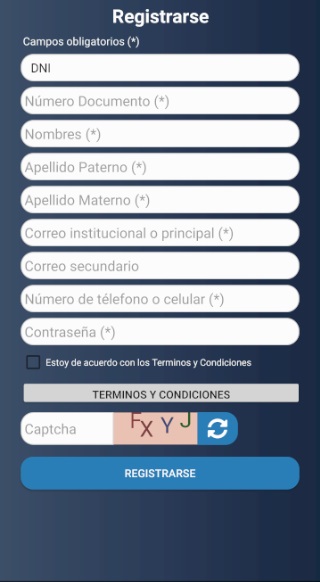 Registrarse
Campos obligatorios (*)
DNI
Número Documento (*)
Nombres (*)
Apellido Paterno (*)
Apellido Materno (*)
Correo institucional o principal (*)
Correo secundario
Número de télefono o celular (*)
Contraseña (*)
Estoy de acuerdo con los Terminos y Condiciones
TERMINOS Y CONDICIONES
Captcha FXYJ
REGISTRARSE